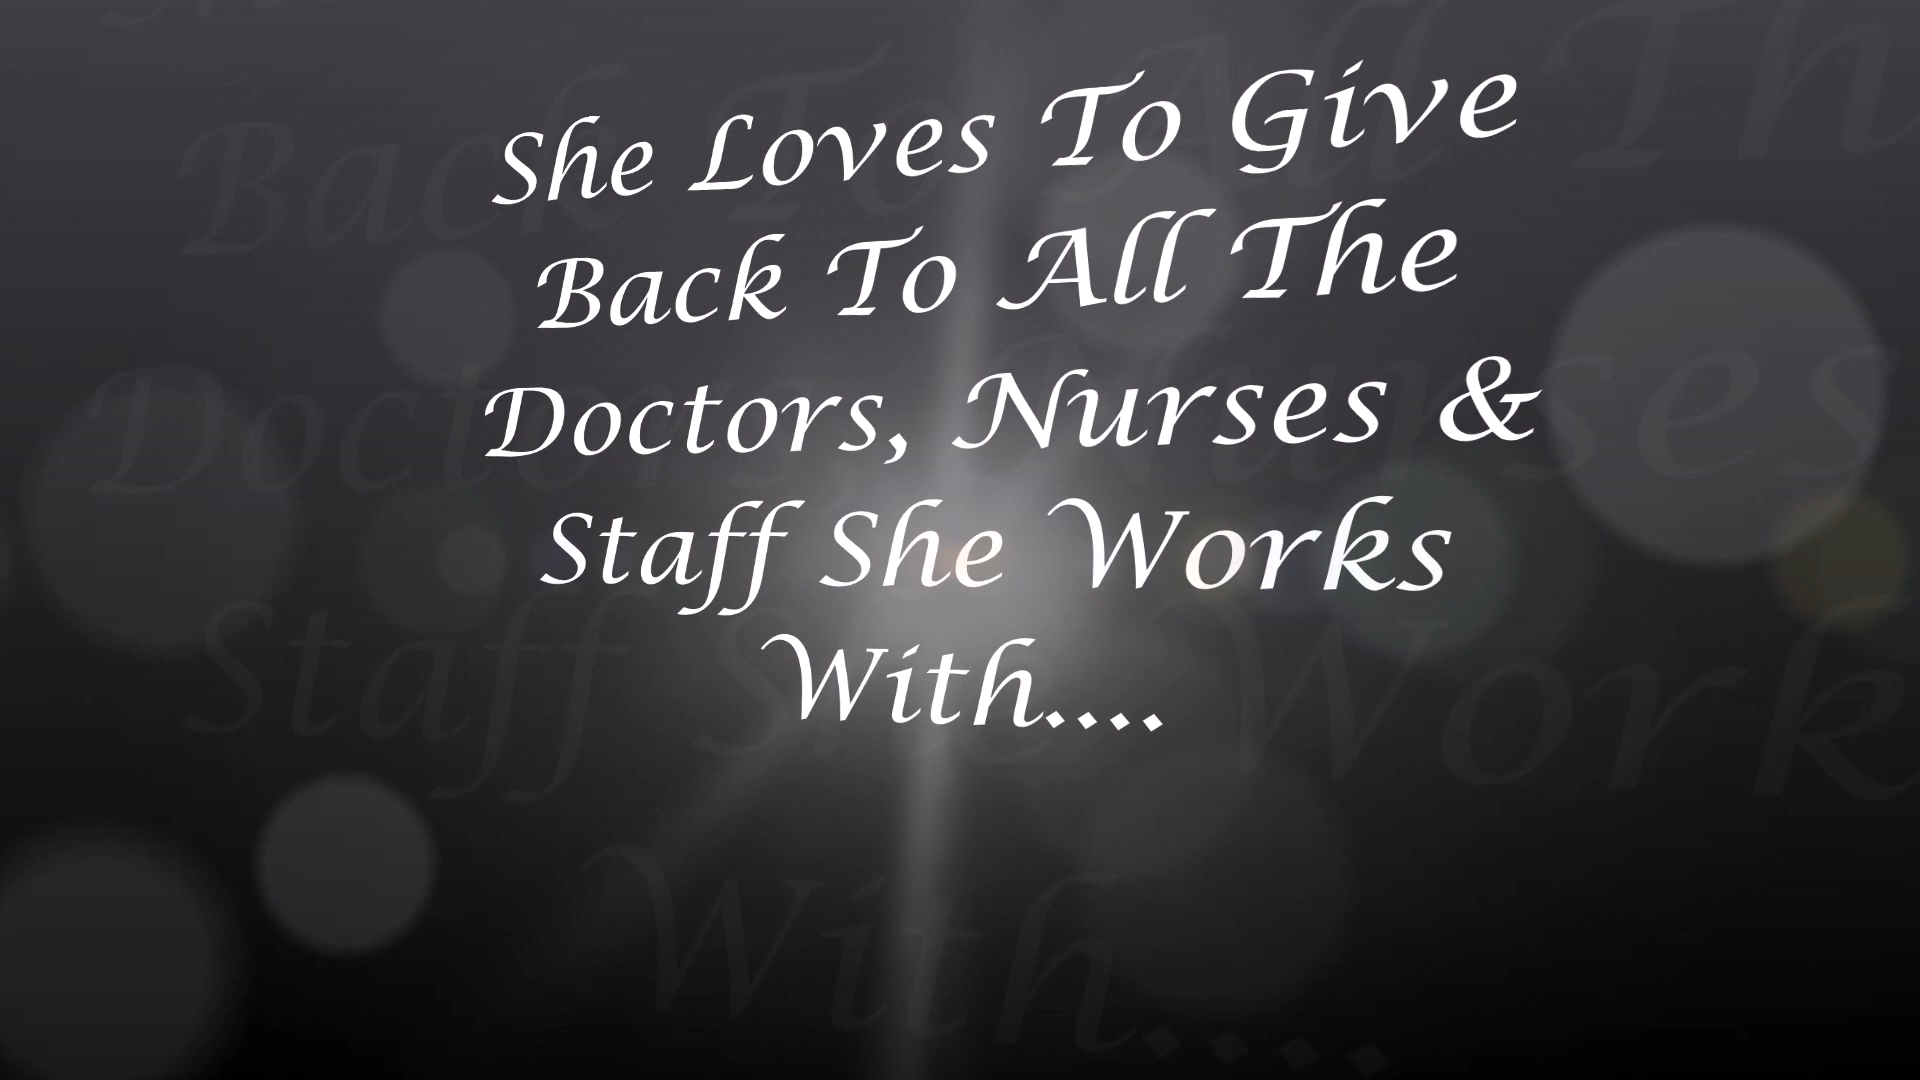 She Loves To Give
Back To All The
Doctors, Nurses &
Staff She Works
With....